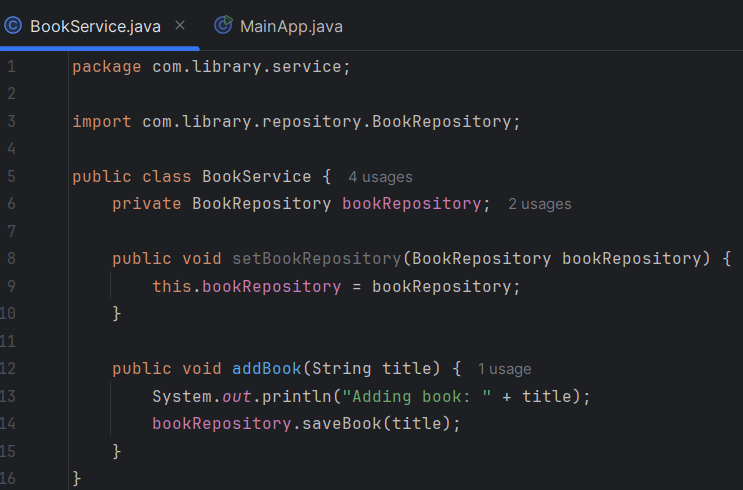 BookService.java MainApp.java
1 package com.library.service;
2
3 import com.library.repository.BookRepository;
4
5 public class BookService { 4 usages
6 private BookRepository bookRepository; 2 usages
7
8 public void setBookRepository(BookRepository bookRepository) {
9 this.bookRepository = bookRepository;
10 }
11
12 public void addBook(String title) { 1 usage
13 System.out.println("Adding book: " + title);
14 bookRepository.saveBook(title);
15 }
16 }